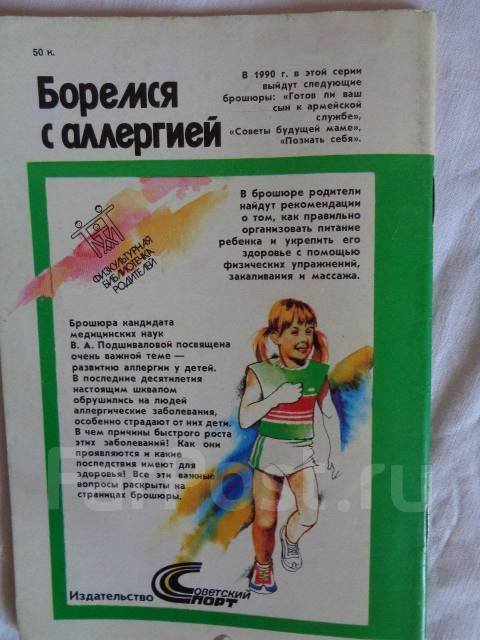 50 к.
Боремся
с аллергией
В 1990 г. в этой серии
выйдут следующие
брошюры: «Готов ли ваш
сын к армейской
службе»,
«Советы будущей маме»,
«Познать себя».
В брошюре родители
найдут рекомендации
о том, как правильно
организовать питание
ребенка и укрепить его
здоровье с помощью
физических упражнений,
закаливания и массажа.
ФИЗКУЛЬТУРНАЯ
БИБЛИОТЕЧКА
РОДИТЕЛЕЙ
Брошюра кандидата
медицинских наук
В. А. Подшиваловой посвящена
очень важной теме —
развитию аллергии у детей.
В последние десятилетия
настоящим шквалом
обрушились на людей
аллергические заболевания,
особенно страдают от них дети.
В чем причины быстрого роста
этих заболеваний! Как они
проявляются и какие
последствия имеют для
здоровья! Все эти важные
вопросы раскрыты на
страницах брошюры.
FarPost.ru
Издательство Советский
Спорт